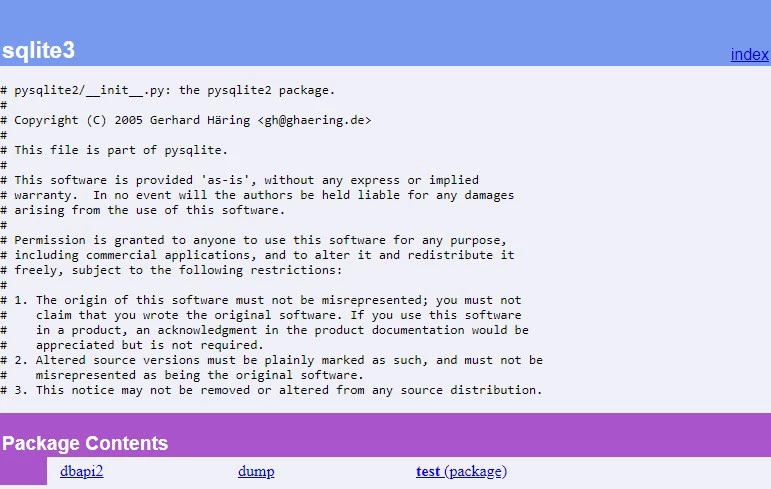 sqlite3
index
# pysqlite2/__init__.py: the pysqlite2 package.
#
# Copyright (C) 2005 Gerhard Häring <gh@ghaering.de>
#
# This file is part of pysqlite.
#
# This software is provided 'as-is', without any express or implied
# warranty.  In no event will the authors be held liable for any damages
# arising from the use of this software.
#
# Permission is granted to anyone to use this software for any purpose,
# including commercial applications, and to alter it and redistribute it
# freely, subject to the following restrictions:
#
# 1. The origin of this software must not be misrepresented; you must not
#    claim that you wrote the original software. If you use this software
#    in a product, an acknowledgment in the product documentation would be
#    appreciated but is not required.
# 2. Altered source versions must be plainly marked as such, and must not be
#    misrepresented as being the original software.
# 3. This notice may not be removed or altered from any source distribution.
Package Contents
dbapi2 dump test (package)